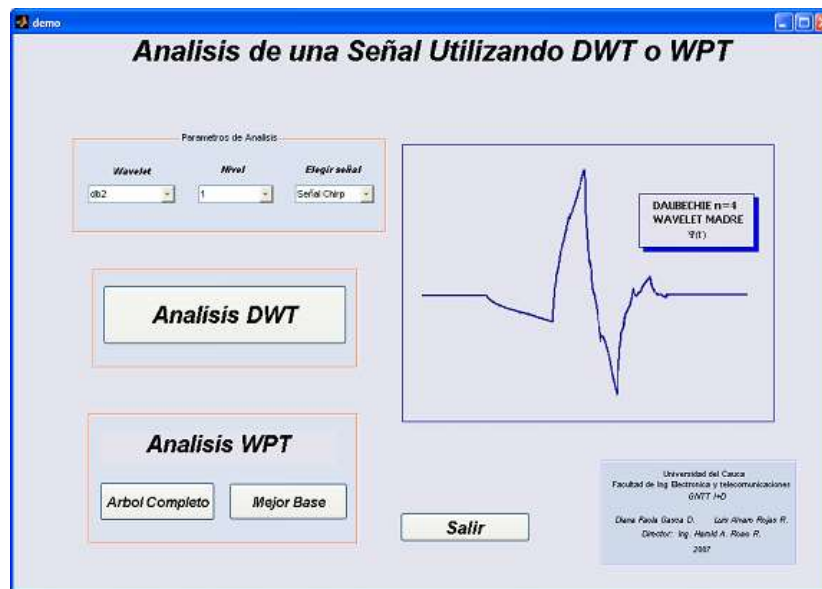 demo
Analisis de una Señal Utilizando DWT o WPT
Parametros de Analisis
Wavelet Nivel Elegir señal
db2 1 Señal Chirp
DAUBECHIE n=4
WAVELET MADRE
Ψ(t)
Analisis DWT
Analisis WPT
Arbol Completo Mejor Base
Salir
Universidad del Cauca
Facultad de Ing Electronica y telecomunicaciones
GNTT I+D
Diana Paola Luis Alvaro Rojas R.
Director: Ing. Harold A. R.
2007